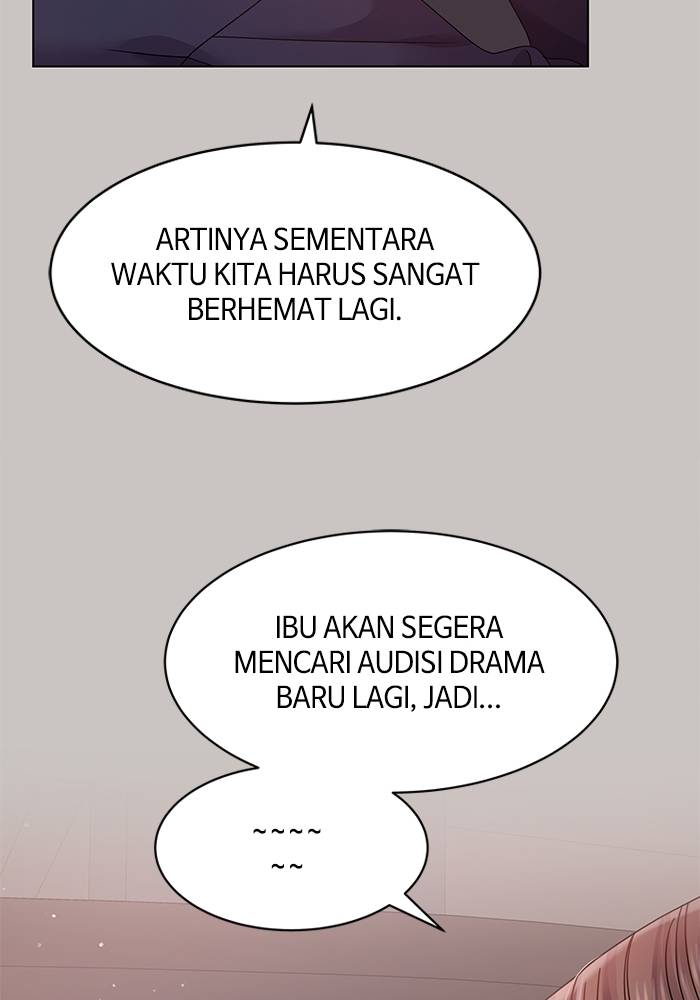 ARTINYA SEMENTARA
WAKTU KITA HARUS SANGAT
BERHEMAT LAGI.
IBU AKAN SEGERA
MENCARI AUDISI DRAMA
BARU LAGI, JADI...
~~~~
~~